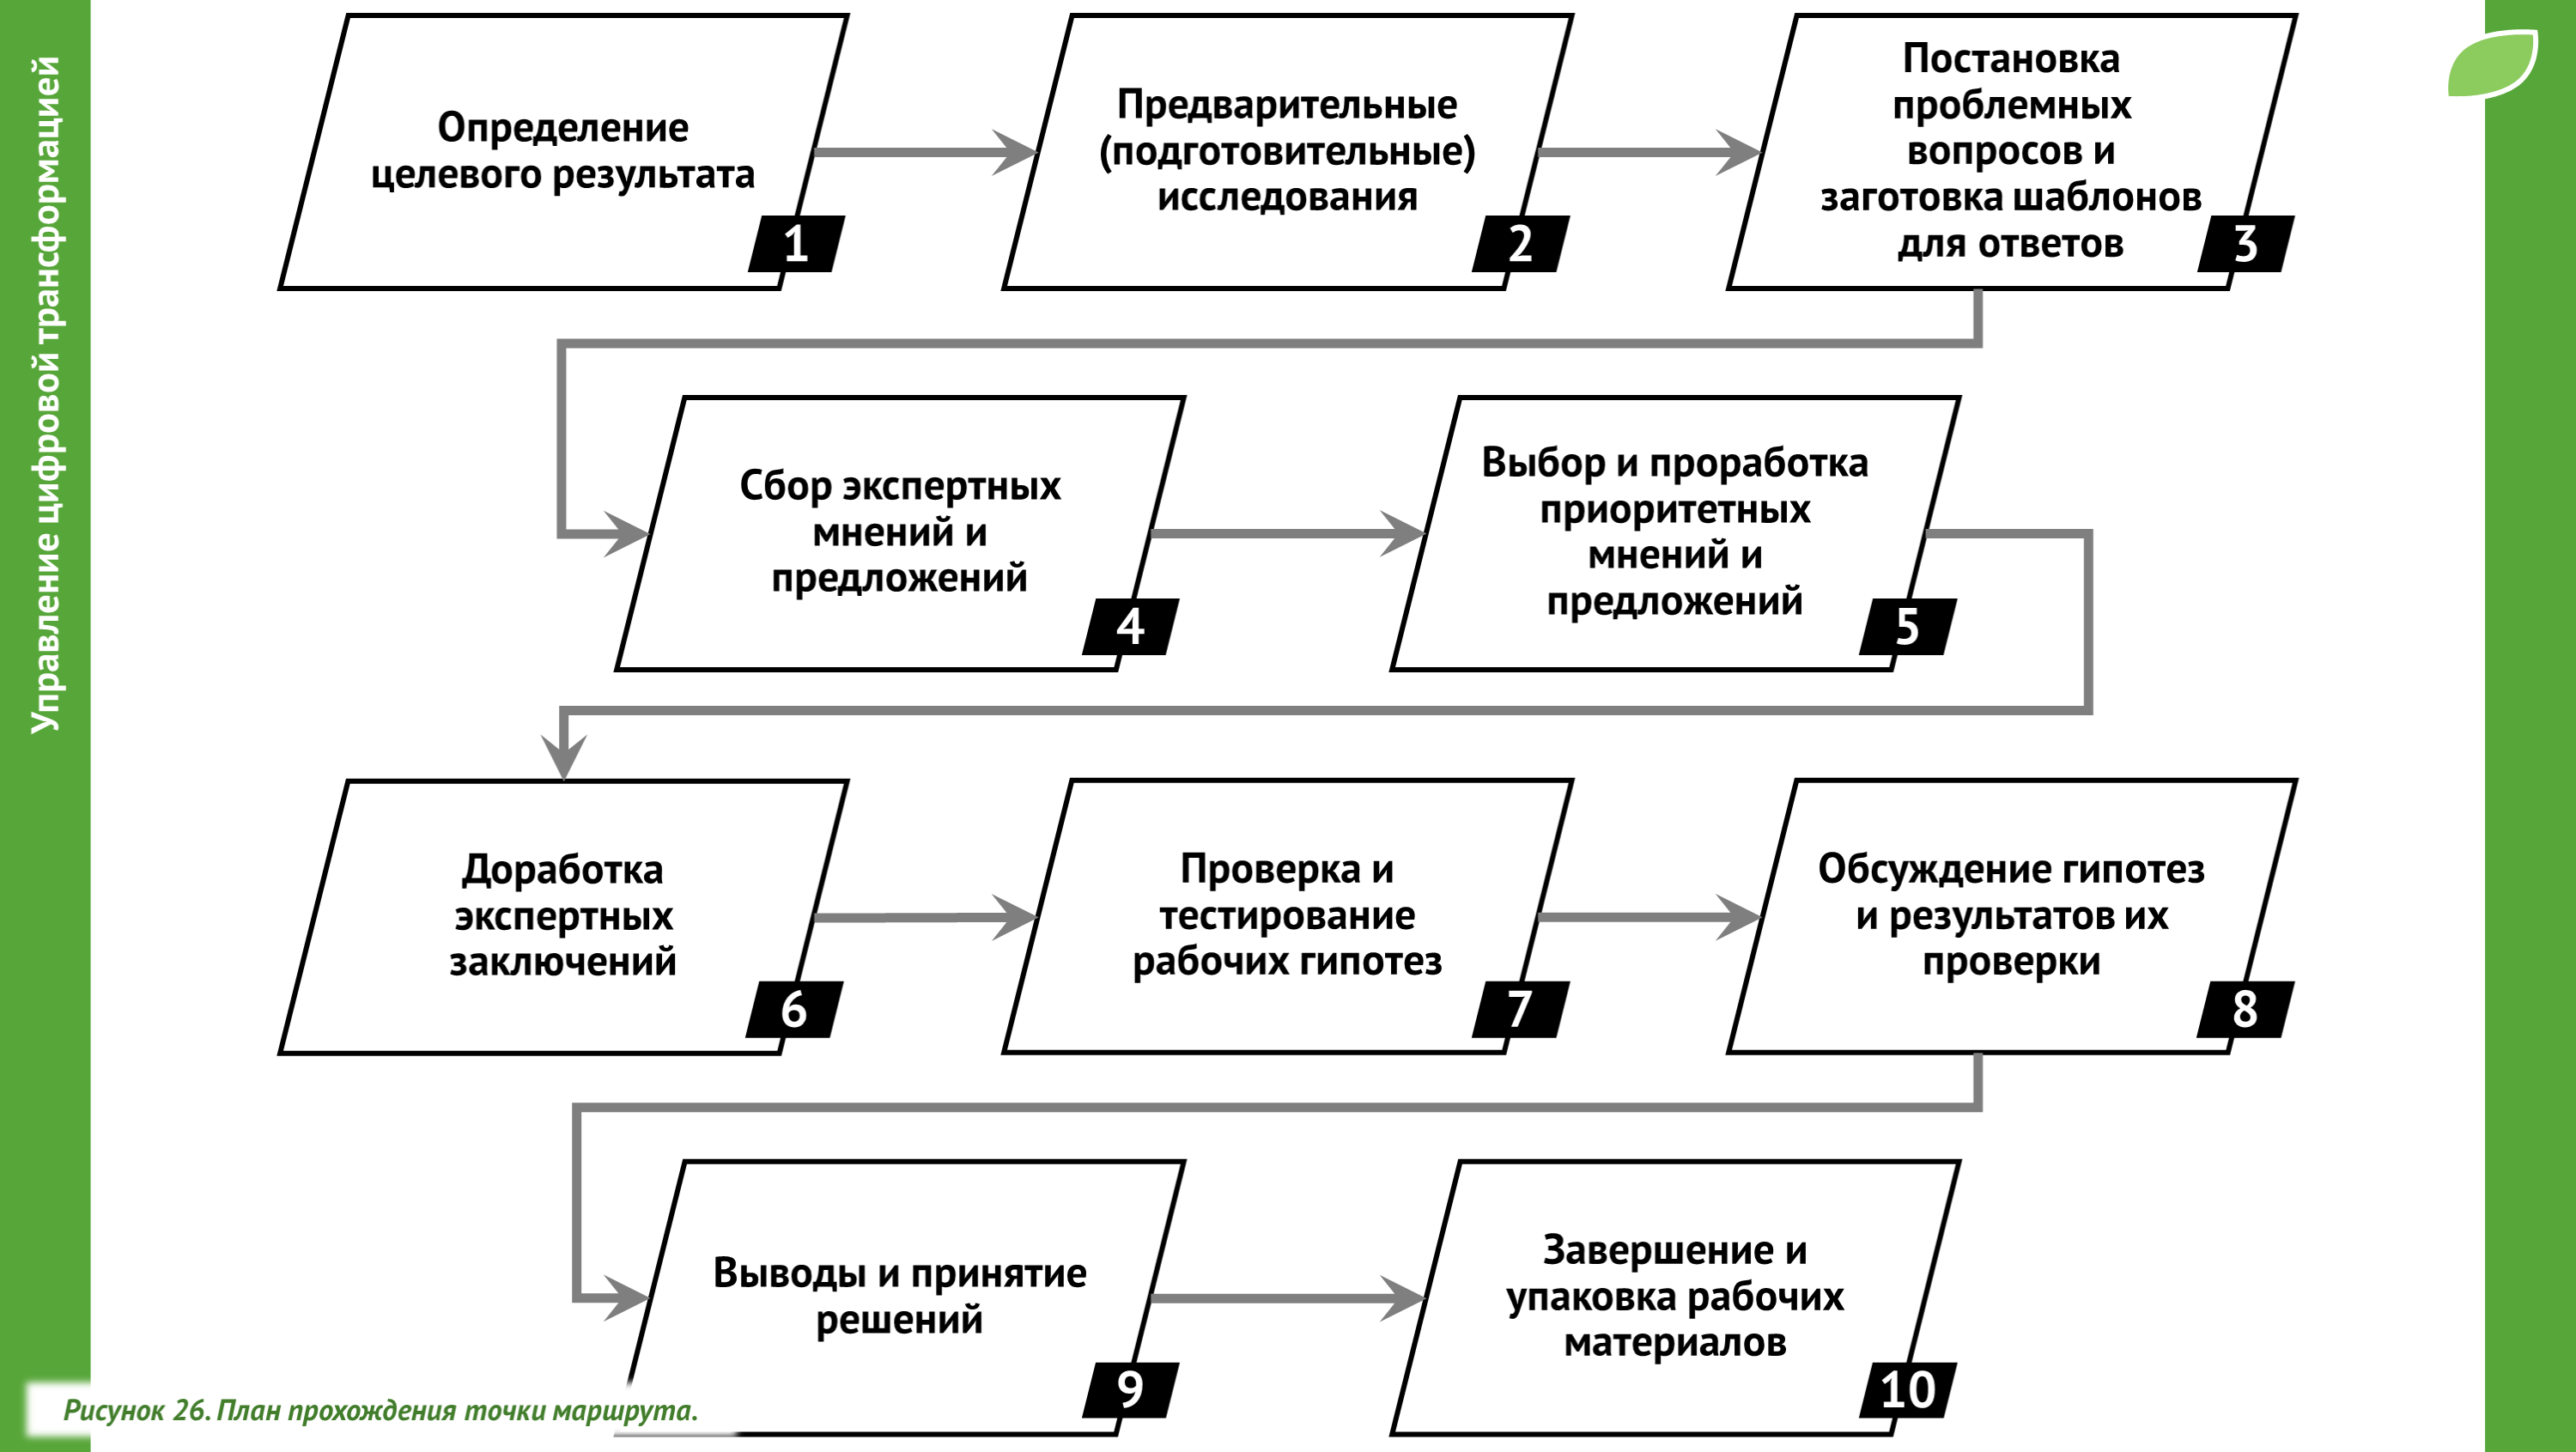 Управление цифровой трансформацией
Определение
целевого результата
1
Предварительные
(подготовительные)
исследования
2
Постановка
проблемных
вопросов и
заготовка шаблонов
для ответов
3
Сбор экспертных
мнений и
предложений
4
Выбор и проработка
приоритетных
мнений и
предложений
5
Доработка
экспертных
заключений
6
Проверка и
тестирование
рабочих гипотез
7
Обсуждение гипотез
и результатов их
проверки
8
Выводы и принятие
решений
9
Завершение и
упаковка рабочих
материалов
10
Рисунок 26. План прохождения точки маршрута.